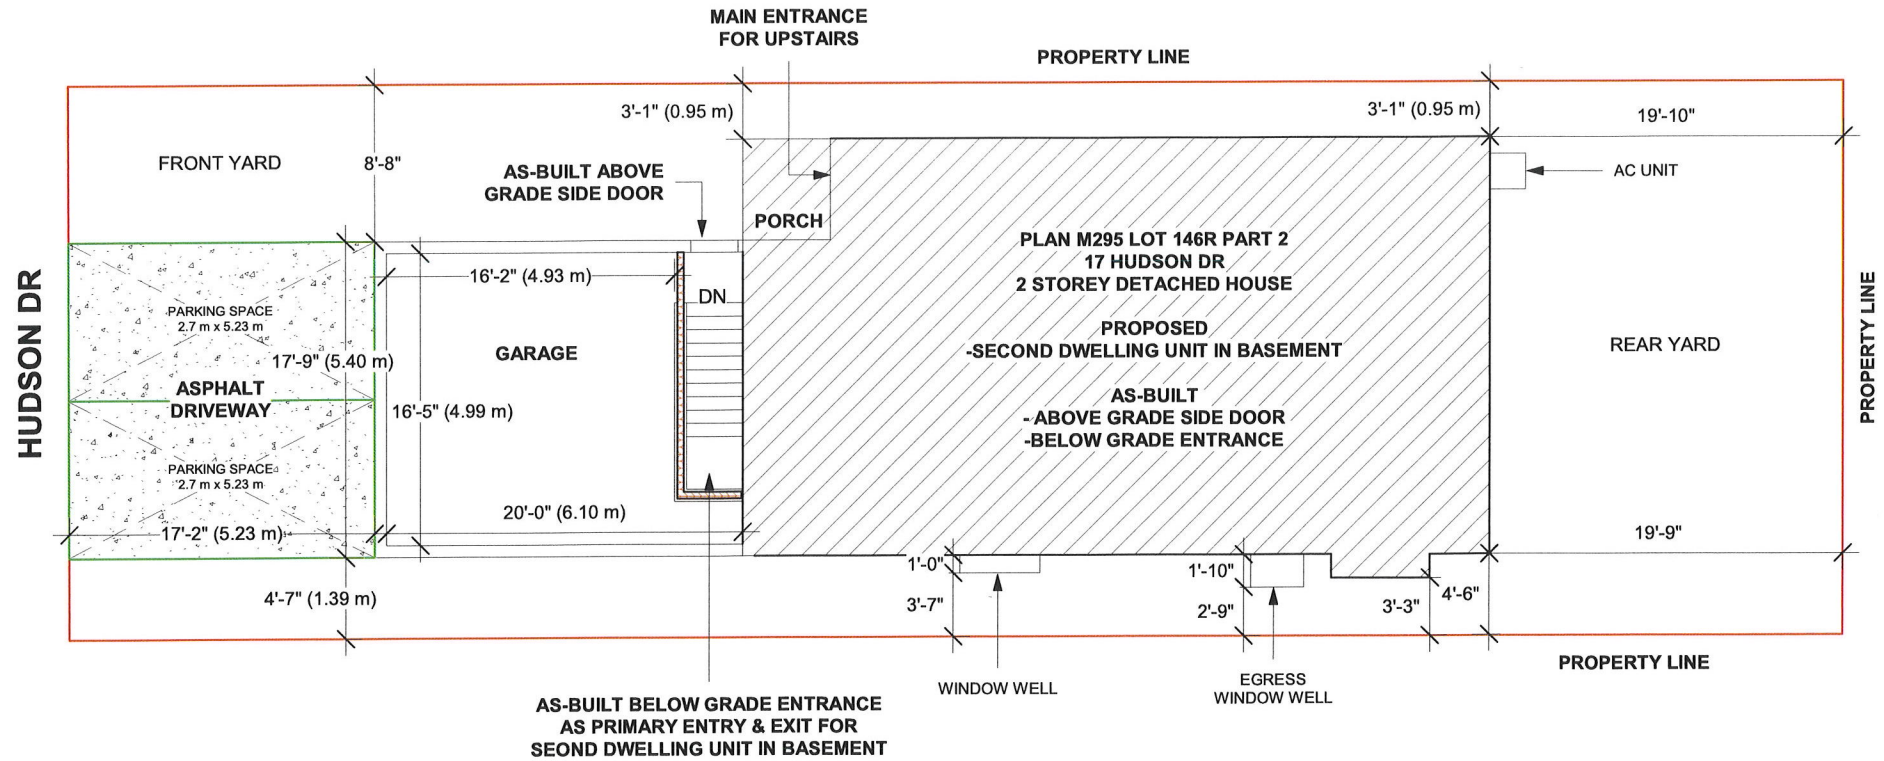 MAIN ENTRANCE
FOR UPSTAIRS
PROPERTY LINE
3'-1" (0.95 m)
3'-1" (0.95 m)
19'-10"
FRONT YARD
8'-8"
AS-BUILT ABOVE
GRADE SIDE DOOR
AC UNIT
PORCH
PLAN M295 LOT 146R PART 2
17 HUDSON DR
2 STOREY DETACHED HOUSE
PROPOSED
-SECOND DWELLING UNIT IN BASEMENT
AS-BUILT
- ABOVE GRADE SIDE DOOR
-BELOW GRADE ENTRANCE
HUDSON DR
16'-2" (4.93 m)
DN
PARKING SPACE
2.7 m x 5.23 m
17'-9" (5.40 m)
GARAGE
REAR YARD
PROPERTY LINE
ASPHALT
DRIVEWAY
16'-5" (4.99 m)
PARKING SPACE
2.7 m x 5.23 m
17'-2" (5.23 m)
20'-0" (6.10 m)
19'-9"
1'-0"
1'-10"
4'-6"
4'-7" (1.39 m)
3'-7"
2'-9"
3'-3"
PROPERTY LINE
WINDOW WELL
EGRESS
WINDOW WELL
AS-BUILT BELOW GRADE ENTRANCE
AS PRIMARY ENTRY & EXIT FOR
SEOND DWELLING UNIT IN BASEMENT